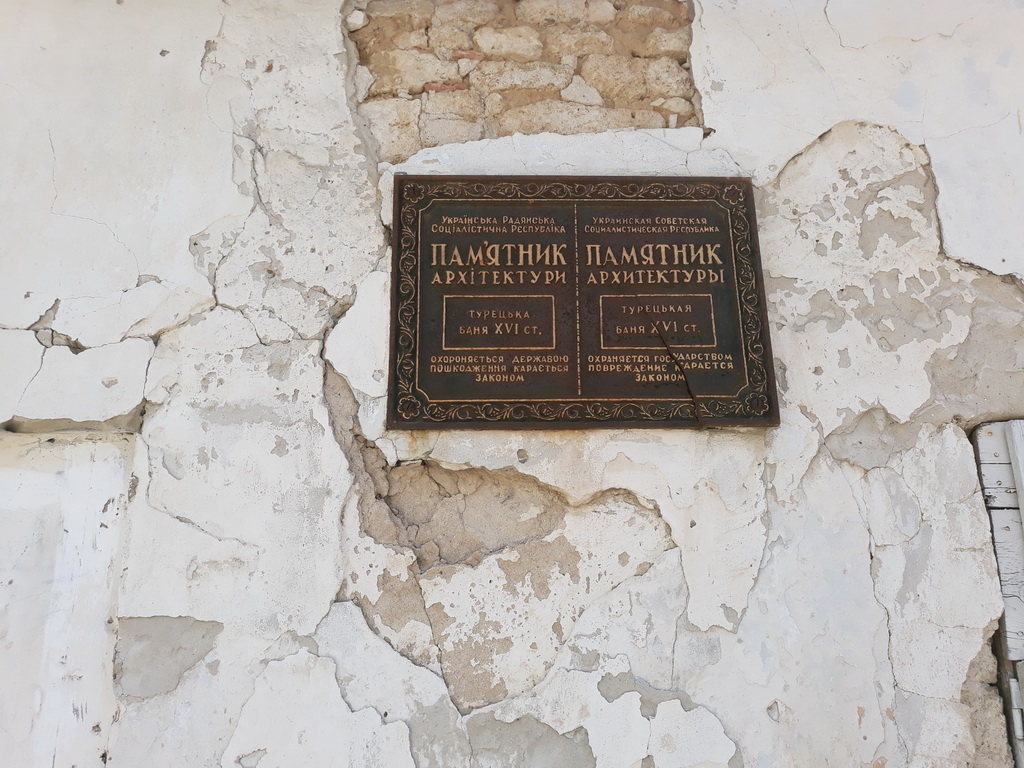 Українська Радянська
Соціалістична Республіка
Пам'ятник
архітектури
Турецька
баня XVI ст.
охороняється державою
пошкодження карається
законом
Украинская Советская
Социалистическая Республика
Памятник
архитектуры
Турецькая
баня XVI ст.
охраняется государством
повреждение карается
законом